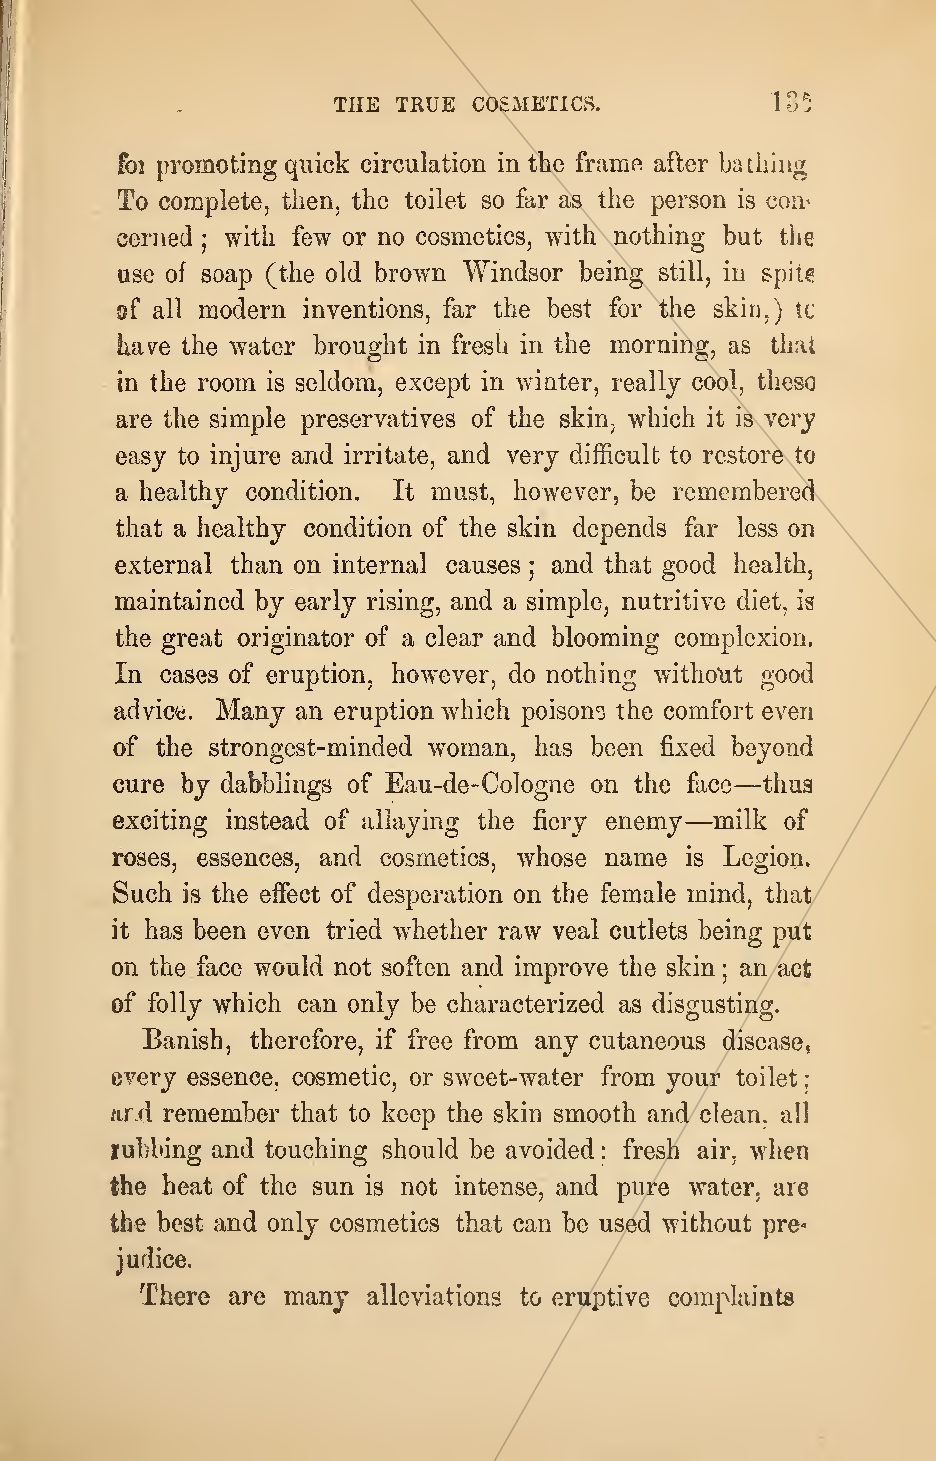 THE TRUE COSMETICS. 135
for promoting quick circulation in the frame after bathing
To complete, then, the toilet so far as the person is con-
cerned; with few or no cosmetics, with nothing but the
use of soap (the old brown Windsor being still, in spite
of all modern inventions, far the best for the skin,) to
have the water brought in fresh in the morning, as that
in the room is seldom, except in winter, really cool, these
are the simple preservatives of the skin, which it is very
easy to injure and irritate, and very difficult to restore to
a healthy condition. It must, however, be remembered
that a healthy condition of the skin depends far less on
external than on internal causes; and that good health,
maintained by early rising, and a simple, nutritive diet, is
the great originator of a clear and blooming complexion.
In cases of eruption, however, do nothing without good
advice. Many an eruption which poisons the comfort even
of the strongest-minded woman, has been fixed beyond
cure by dabblings of Eau-de-Cologne on the face—thus
exciting instead of allaying the fiery enemy—milk of
roses, essences, and cosmetics, whose name is Legion.
Such is the effect of desperation on the female mind, that
it has been even tried whether raw veal cutlets being put
on the face would not soften and improve the skin; an act
of folly which can only be characterized as disgusting.
Banish, therefore, if free from any cutaneous disease,
every essence, cosmetic, or sweet-water from your toilet;
and remember that to keep the skin smooth and clean, all
rubbing and touching should be avoided: fresh air, when
the heat of the sun is not intense, and pure water, are
the best and only cosmetics that can be used without pre-
judice.
There are many alleviations to eruptive complaints